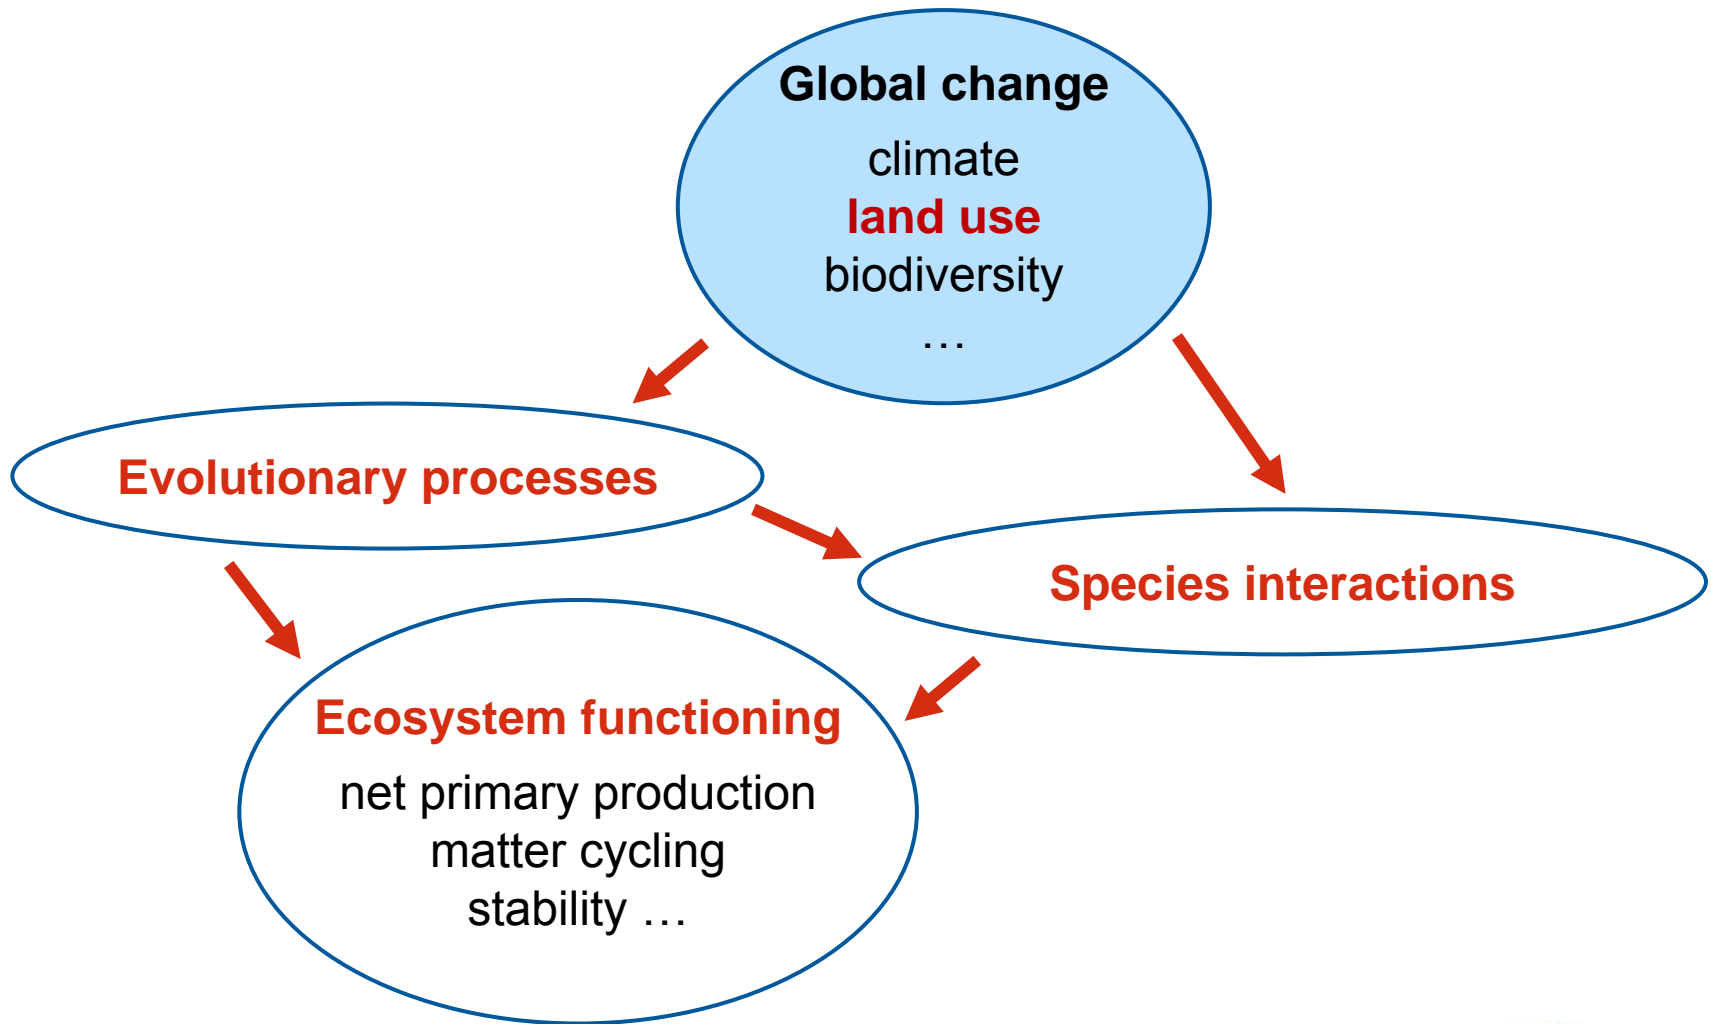 Global change
climate
land use
biodiversity
…
Evolutionary processes
Species interactions
Ecosystem functioning
net primary production
matter cycling
stability …